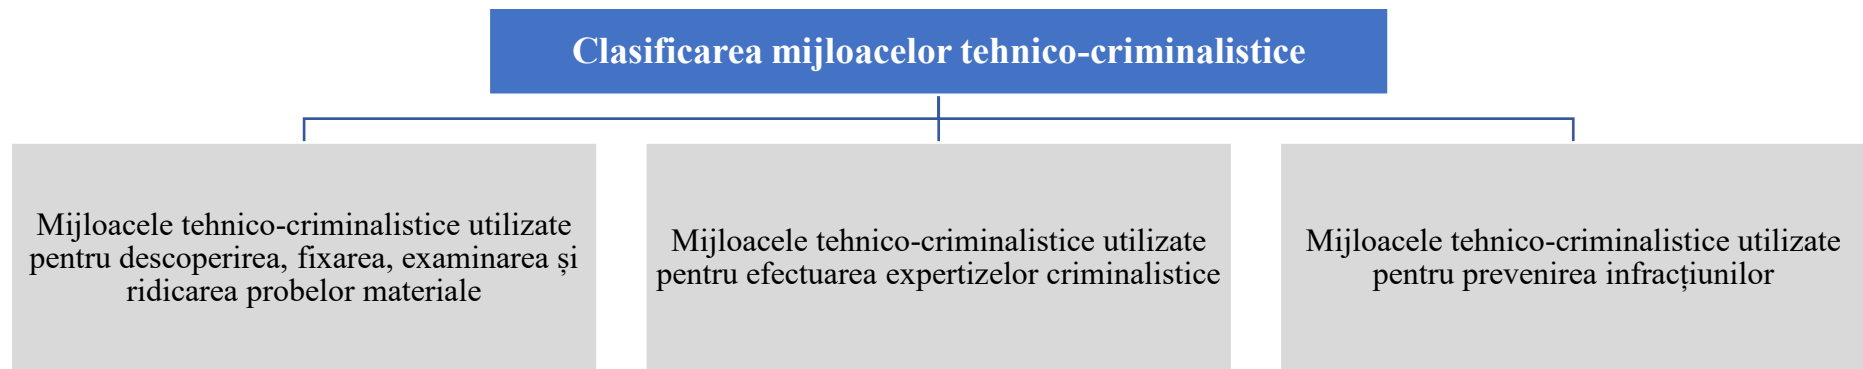 Clasificarea mijloacelor tehnico-criminalistice
Mijloacele tehnico-criminalistice utilizate
pentru descoperirea, fixarea, examinarea și
ridicarea probelor materiale
Mijloacele tehnico-criminalistice utilizate
pentru efectuarea expertizelor criminalistice
Mijloacele tehnico-criminalistice utilizate
pentru prevenirea infracțiunilor